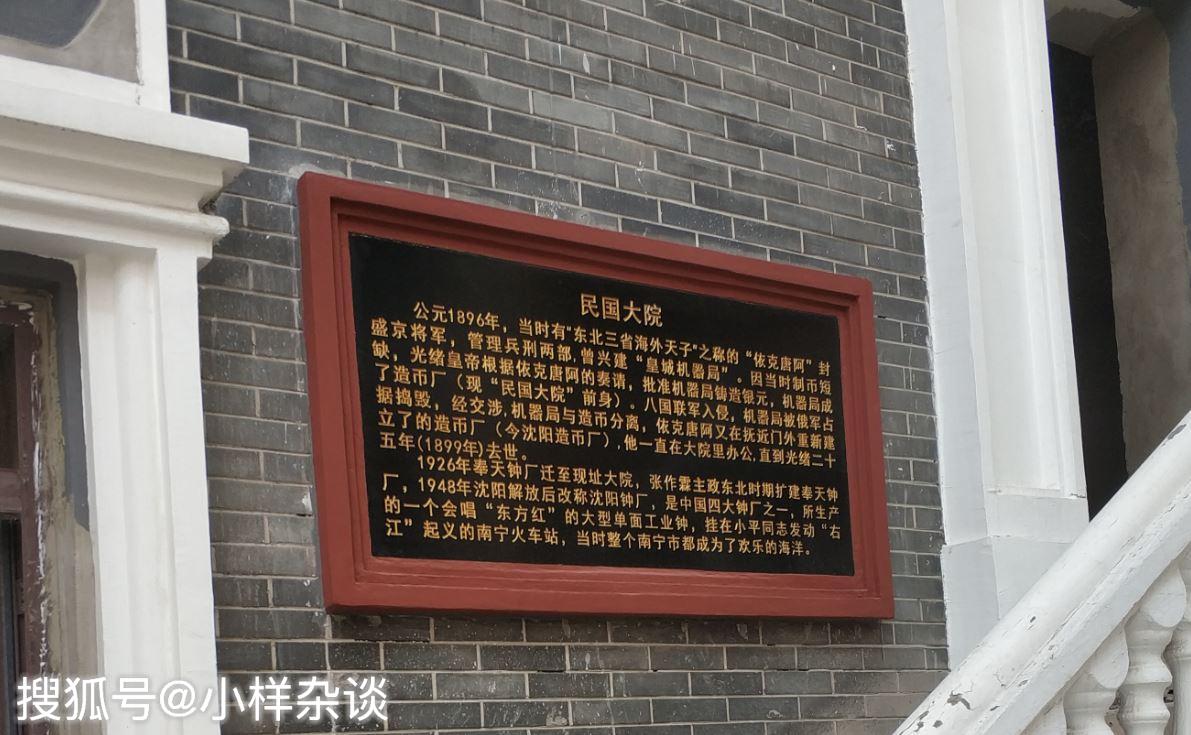 民国大院
公元1896年，当时有"东北三省海外天子"之称的"依克唐阿"封
盛京将军，管理兵刑两部，曾兴建"皇城机器局"。因当时制币短
缺，光绪皇帝根据依克唐阿的奏请，批准机器局铸造银元，机器局成
了造币厂（现"民国大院"前身）。八国联军入侵，机器局被俄军占
据捣毁，经交涉，机器局与造币分离，依克唐阿又在抚近门外重新建
立了的造币厂（今沈阳造币厂），他一直在大院里办公，直到光绪二十
五年(1899年)去世。
1926年奉天钟厂迁至现址大院，张作霖主政东北时期扩建奉天钟
厂，1948年沈阳解放后改称沈阳钟厂，是中国四大钟厂之一，所生产
的一个会唱"东方红"的大型单面工业钟，挂在小平同志发动"右
江"起义的南宁火车站，当时整个南宁市都成为了欢乐的海洋。
搜狐号@小样杂谈